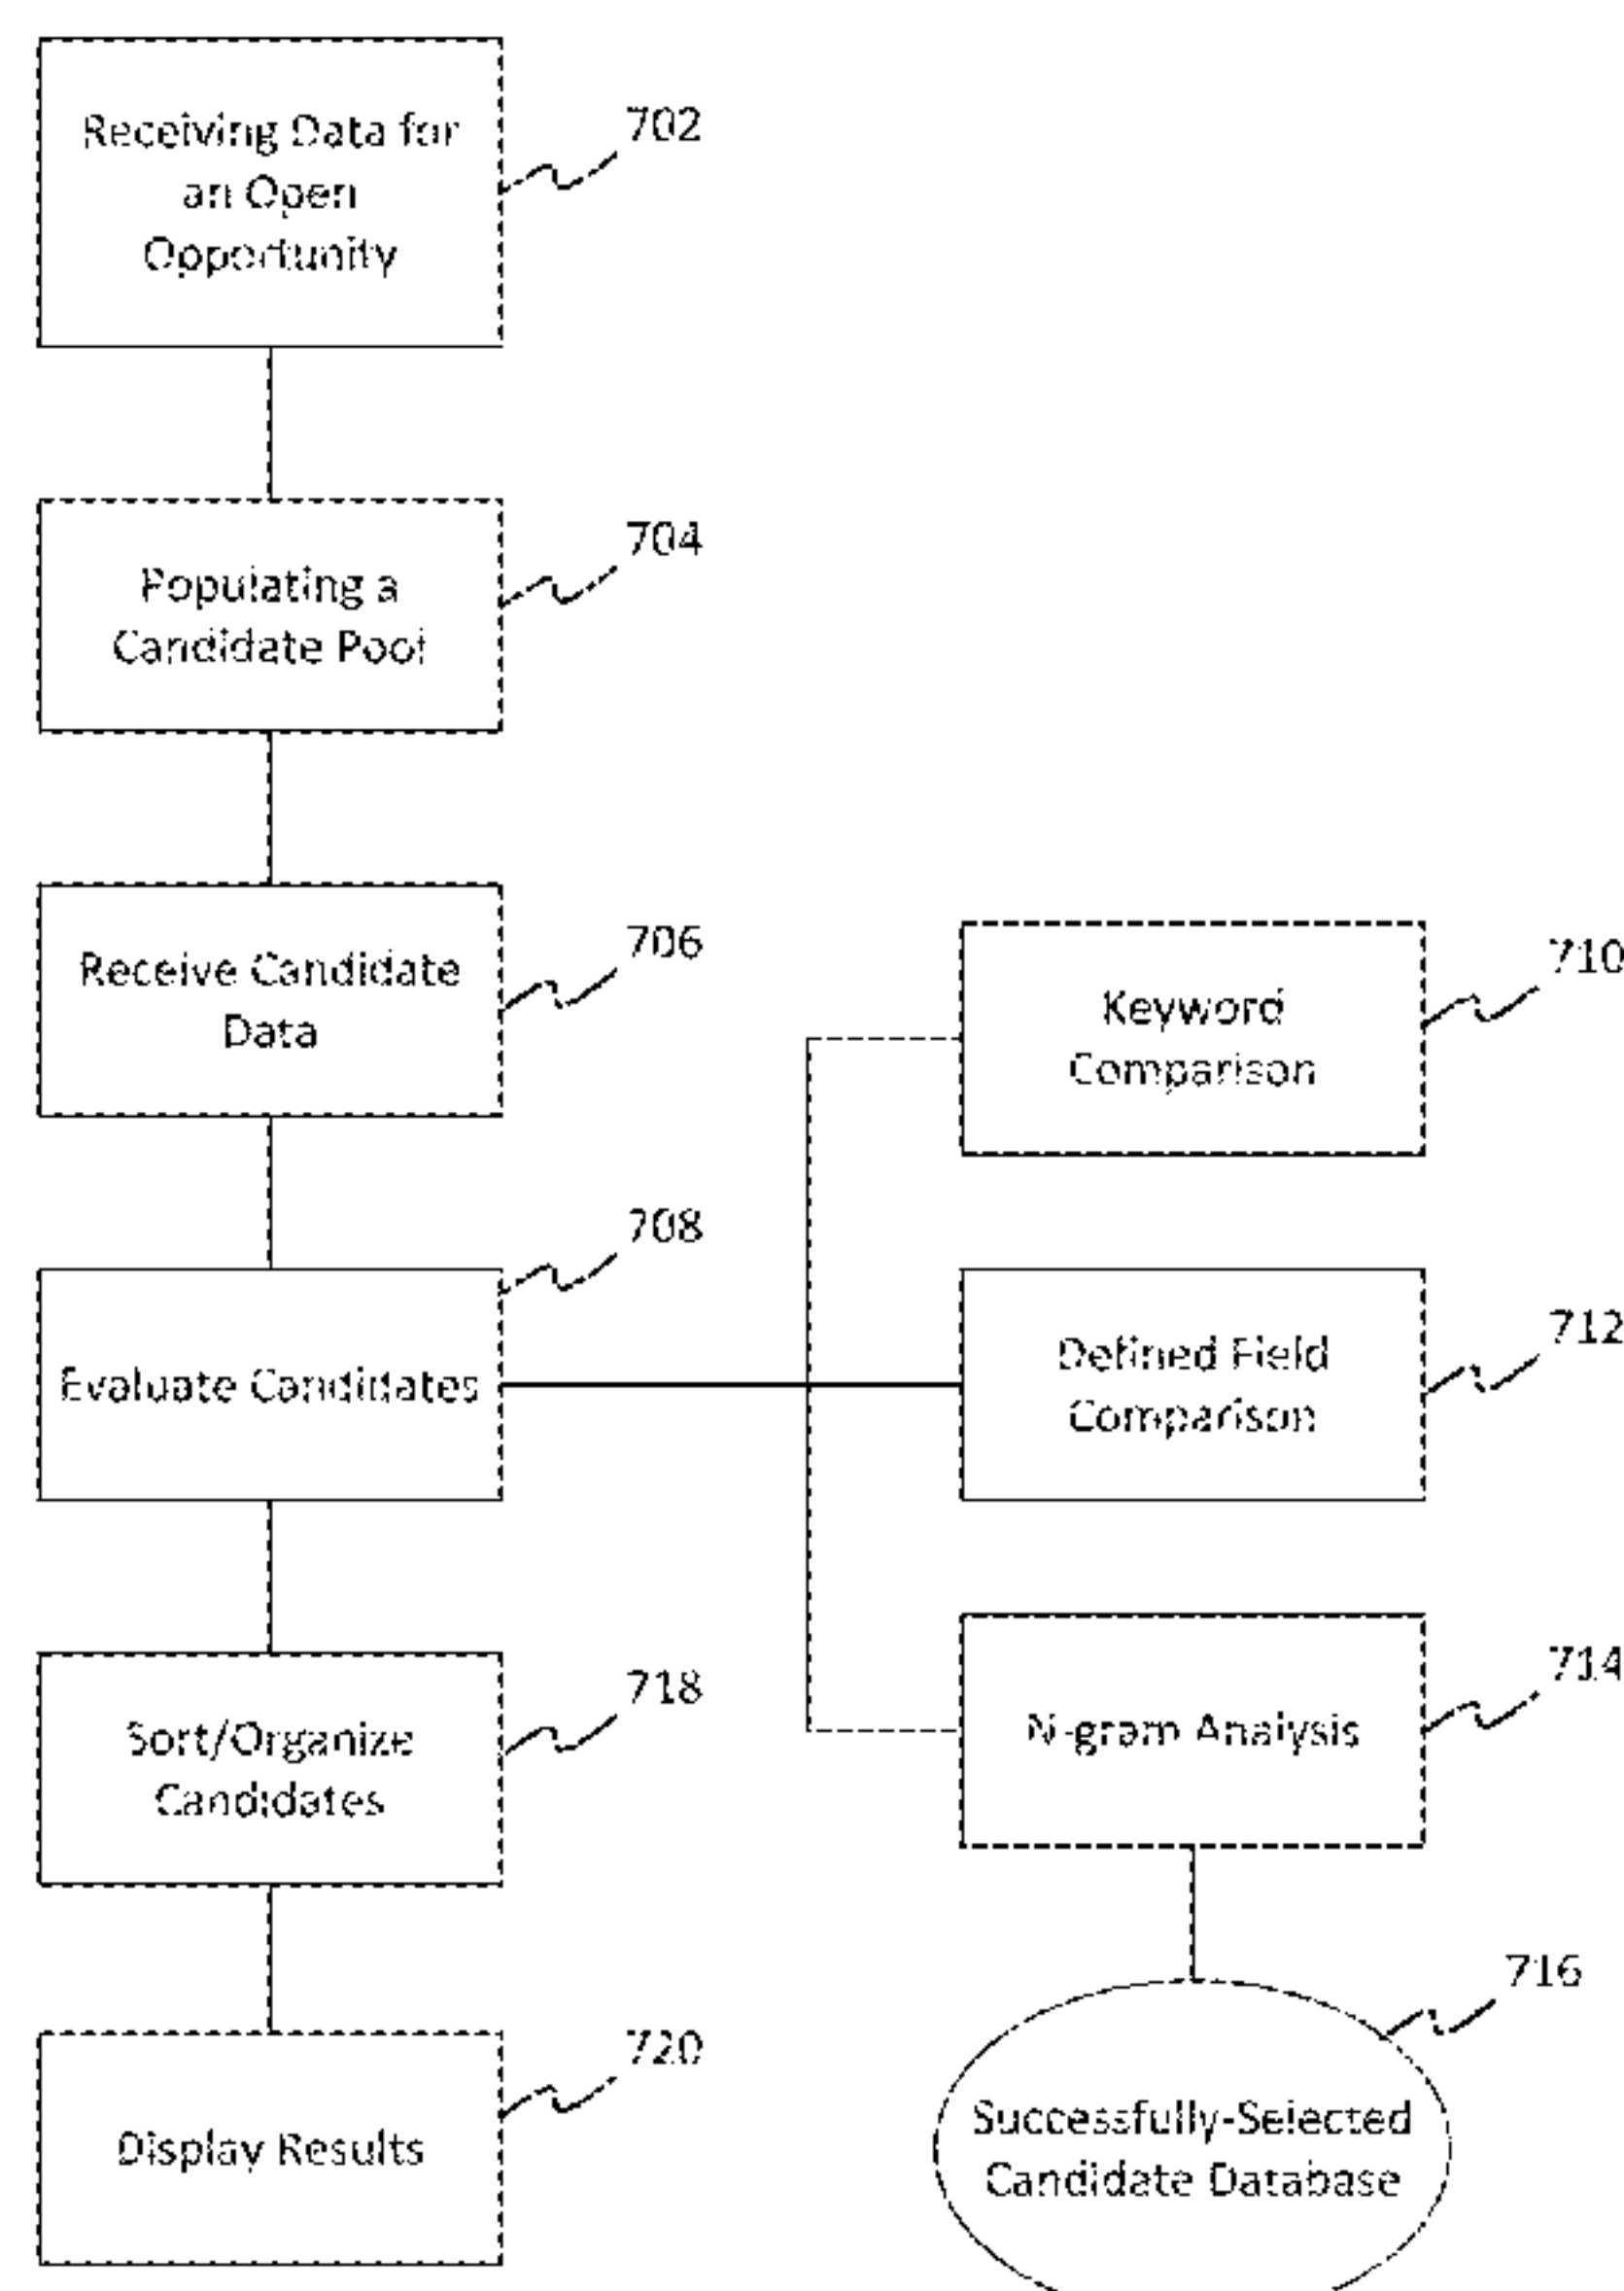 Receiving Data for
an Open
Opportunity
702
Populating a
Candidate Pool
704
Receive Candidate
Data
706
Evaluate Candidates
708
Keyword
Comparison
710
Defined Field
Comparison
712
N-gram Analysis
714
Successfully-Selected
Candidate Database
716
Sort/Organize
Candidates
718
Display Results
720